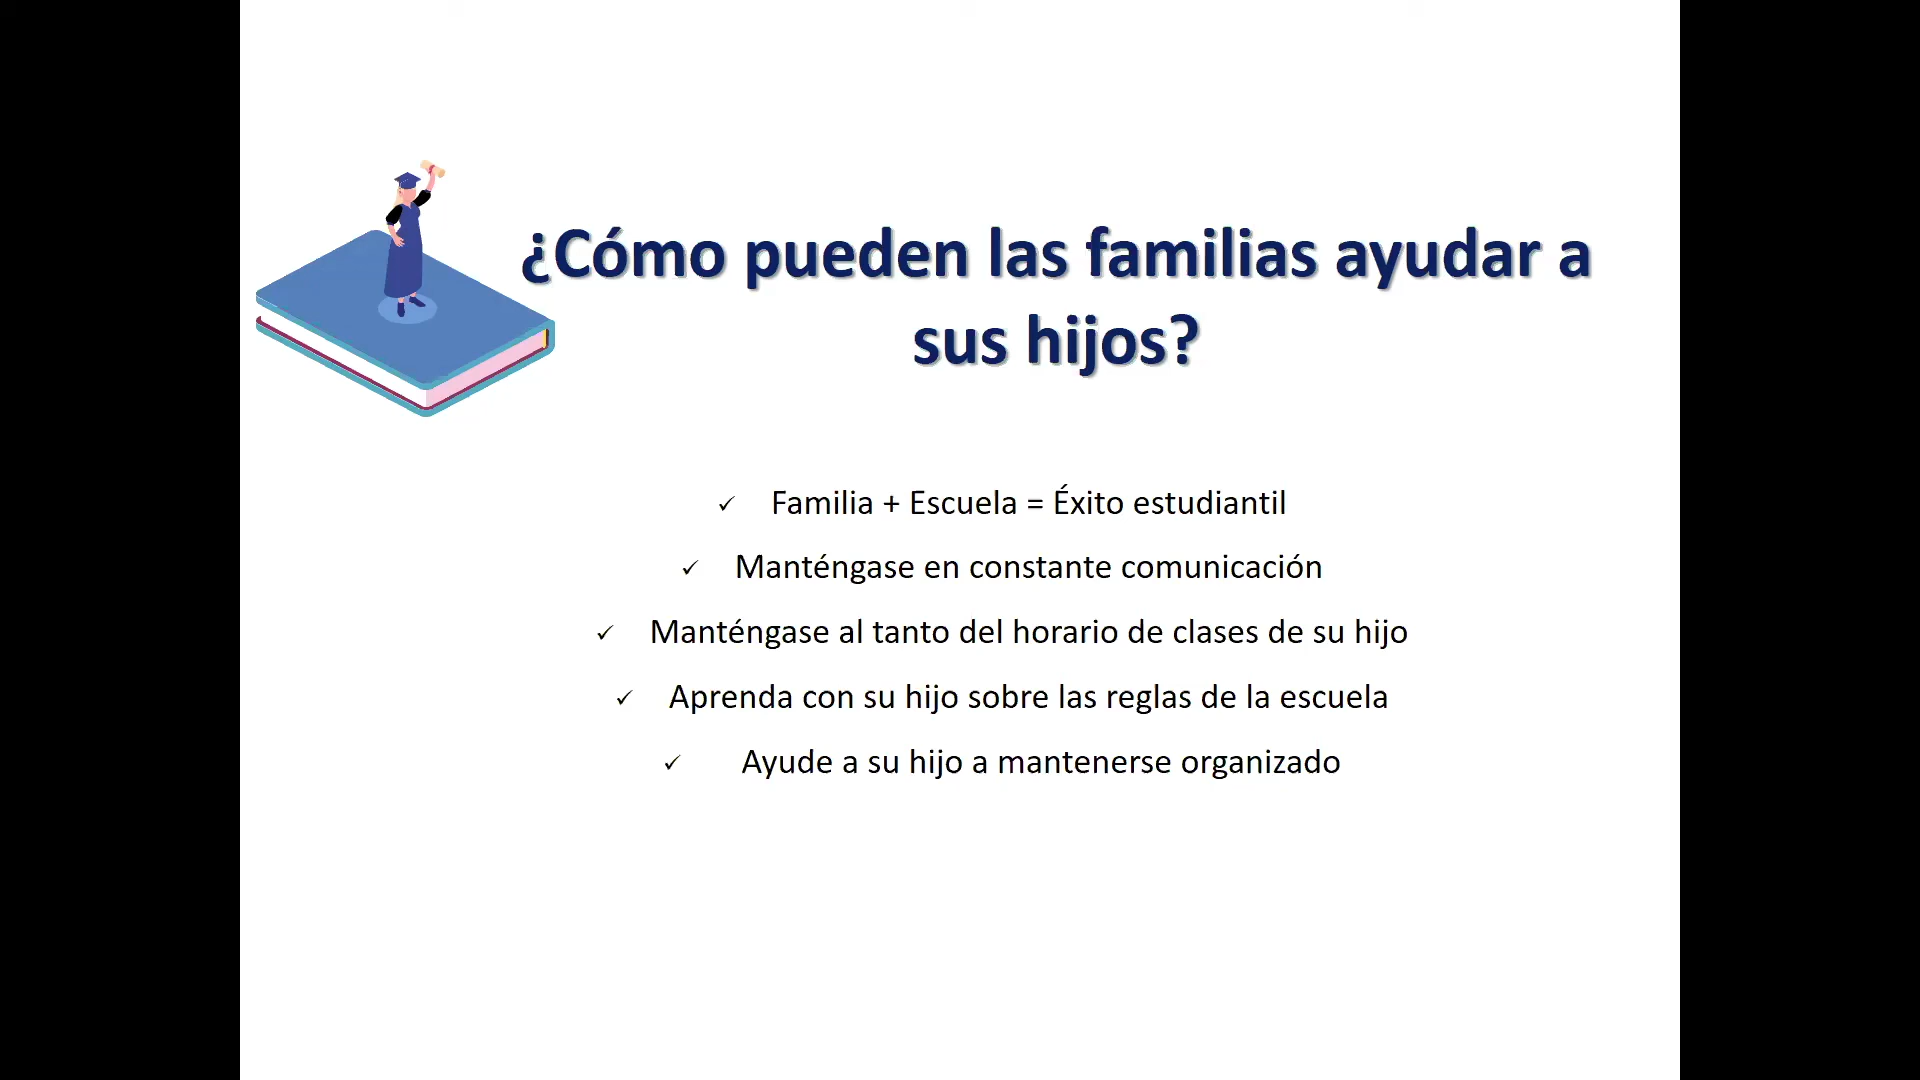 ¿Cómo pueden las familias ayudar a
sus hijos?
✓ Familia + Escuela = Éxito estudiantil
✓ Manténgase en constante comunicación
✓ Manténgase al tanto del horario de clases de su hijo
✓ Aprenda con su hijo sobre las reglas de la escuela
✓ Ayude a su hijo a mantenerse organizado